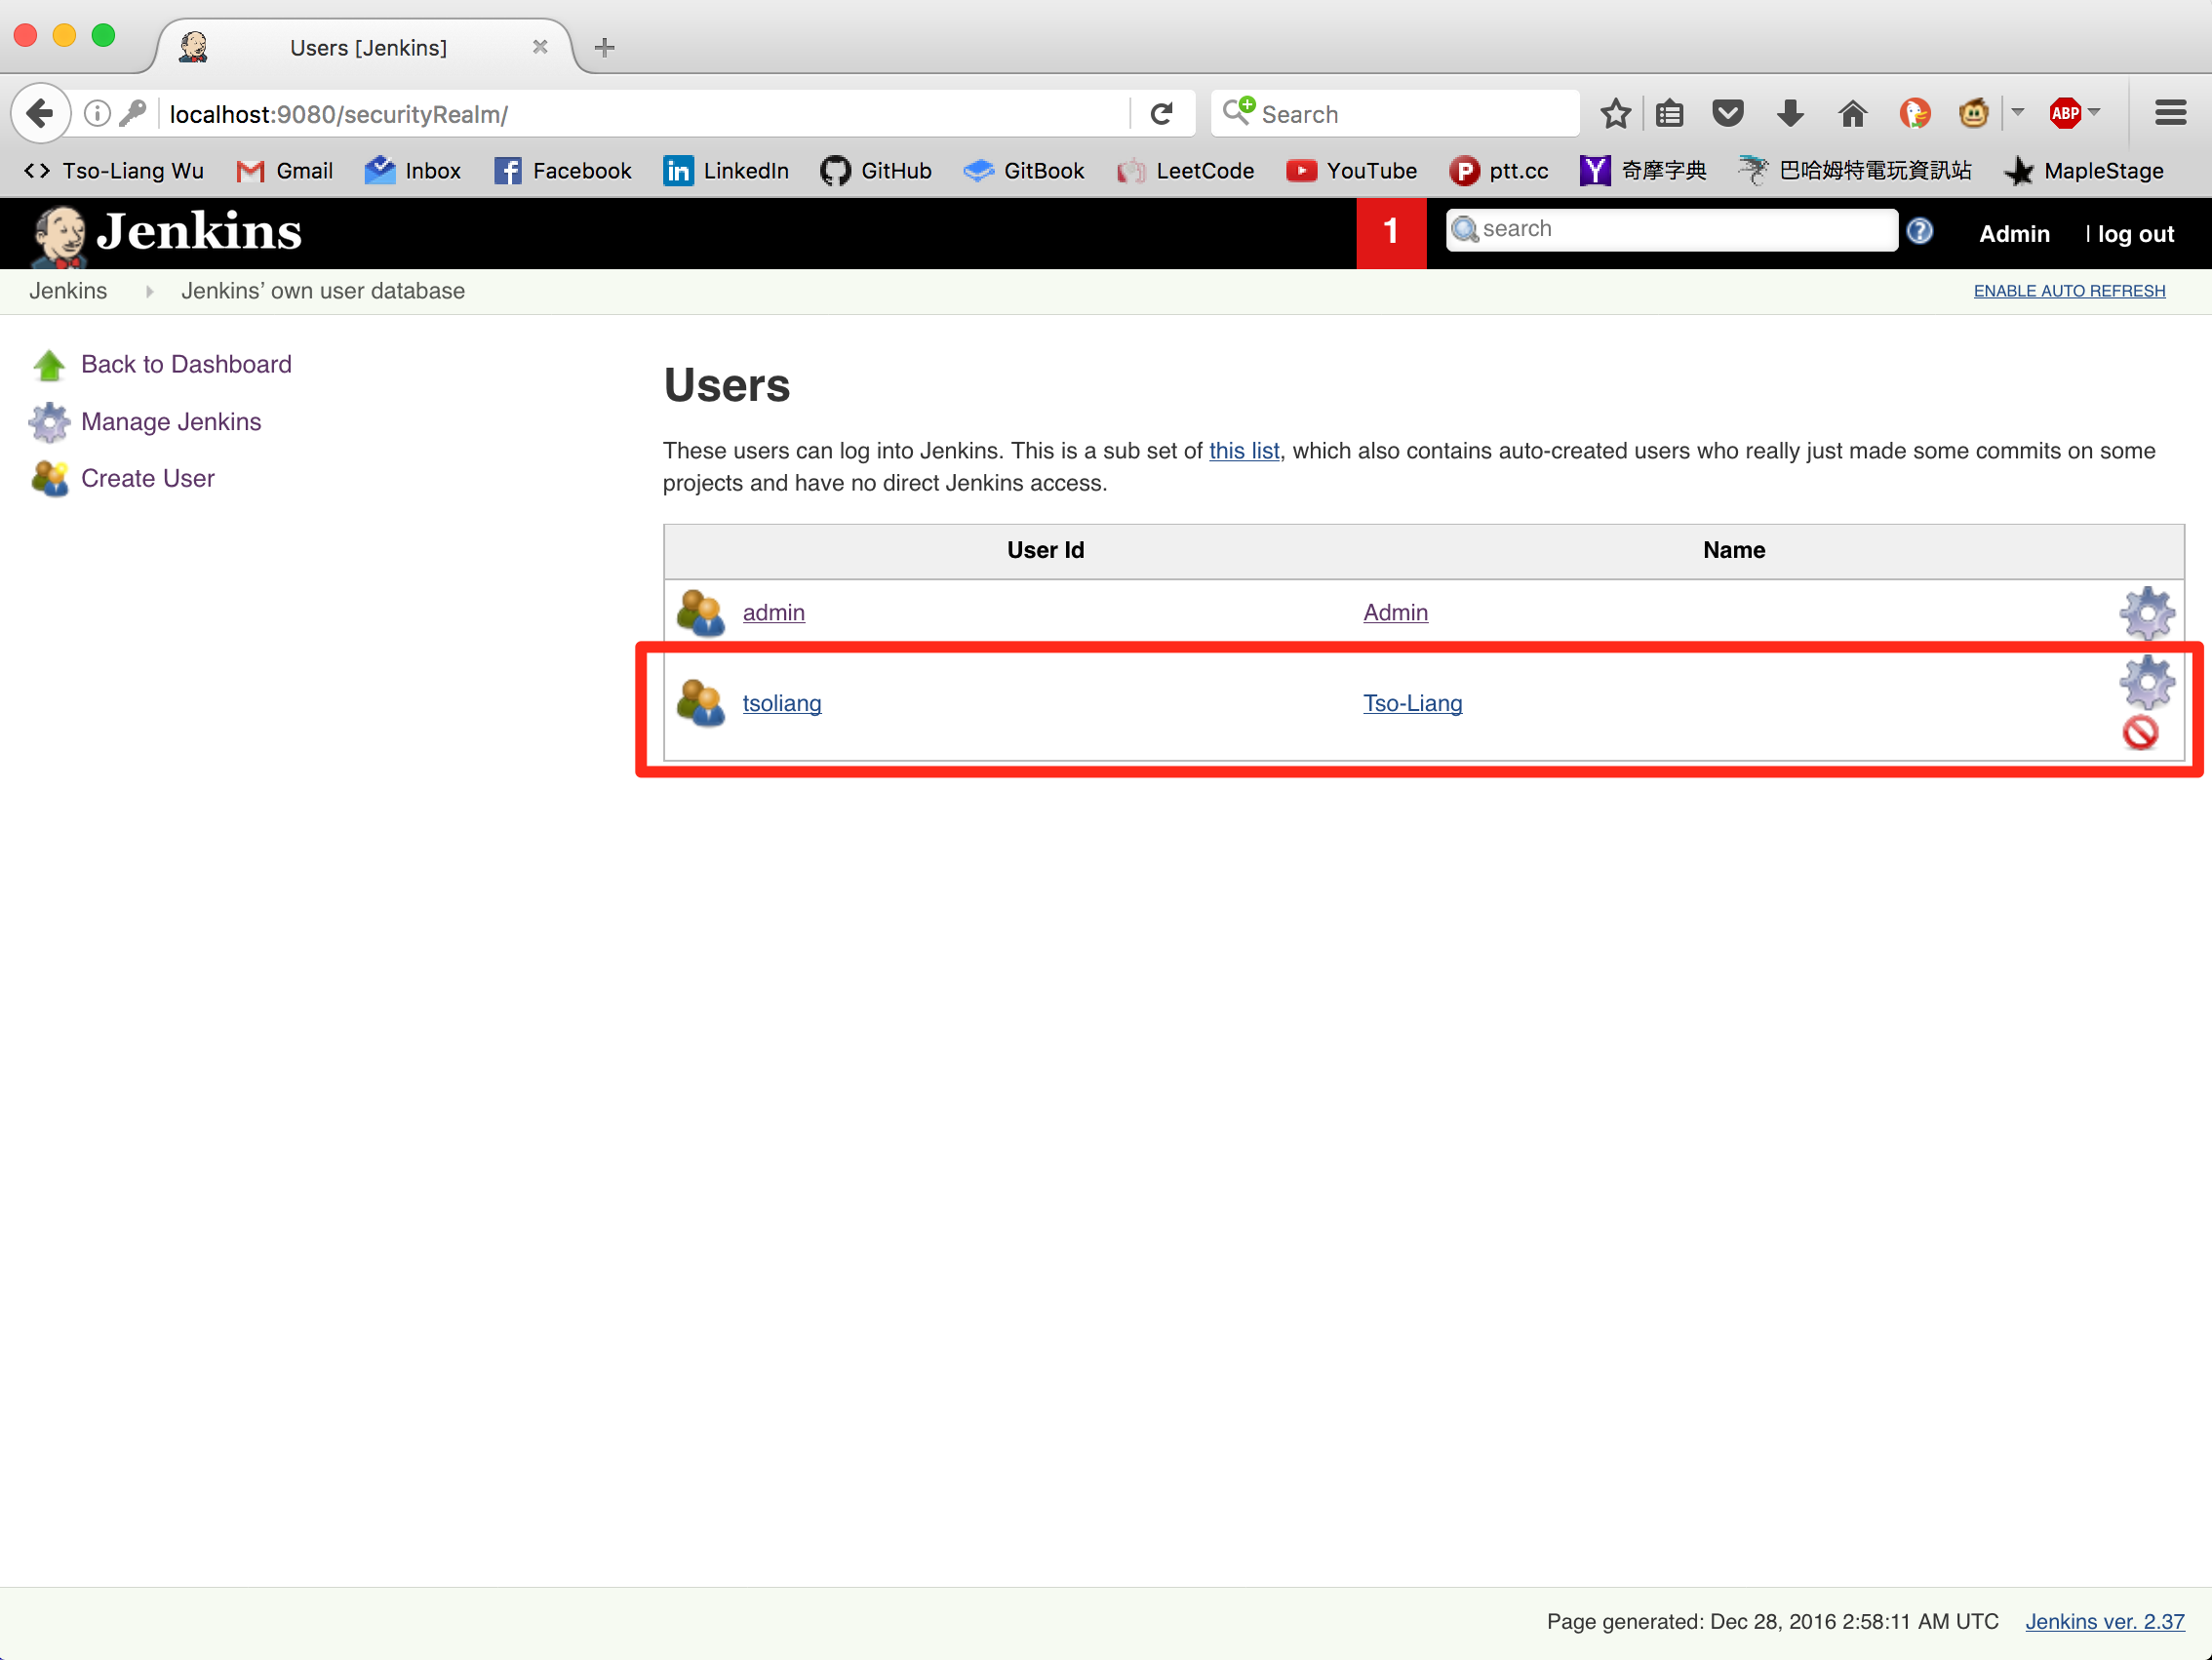 Users [Jenkins]
localhost:9080/securityRealm/
Search
ABP
Tso-Liang Wu
Gmail
Inbox
Facebook
LinkedIn
GitHub
GitBook
LeetCode
YouTube
ptt.cc
奇摩字典
巴哈姆特電玩資訊站
MapleStage
Jenkins
1
search
Admin
| log out
Jenkins
Jenkins’ own user database
ENABLE AUTO REFRESH
Back to Dashboard
Manage Jenkins
Create User
Users
These users can log into Jenkins. This is a sub set of this list, which also contains auto-created users who really just made some commits on some
projects and have no direct Jenkins access.
User Id
Name
admin
Admin
tsoliang
Tso-Liang
Page generated: Dec 28, 2016 2:58:11 AM UTC
Jenkins ver. 2.37